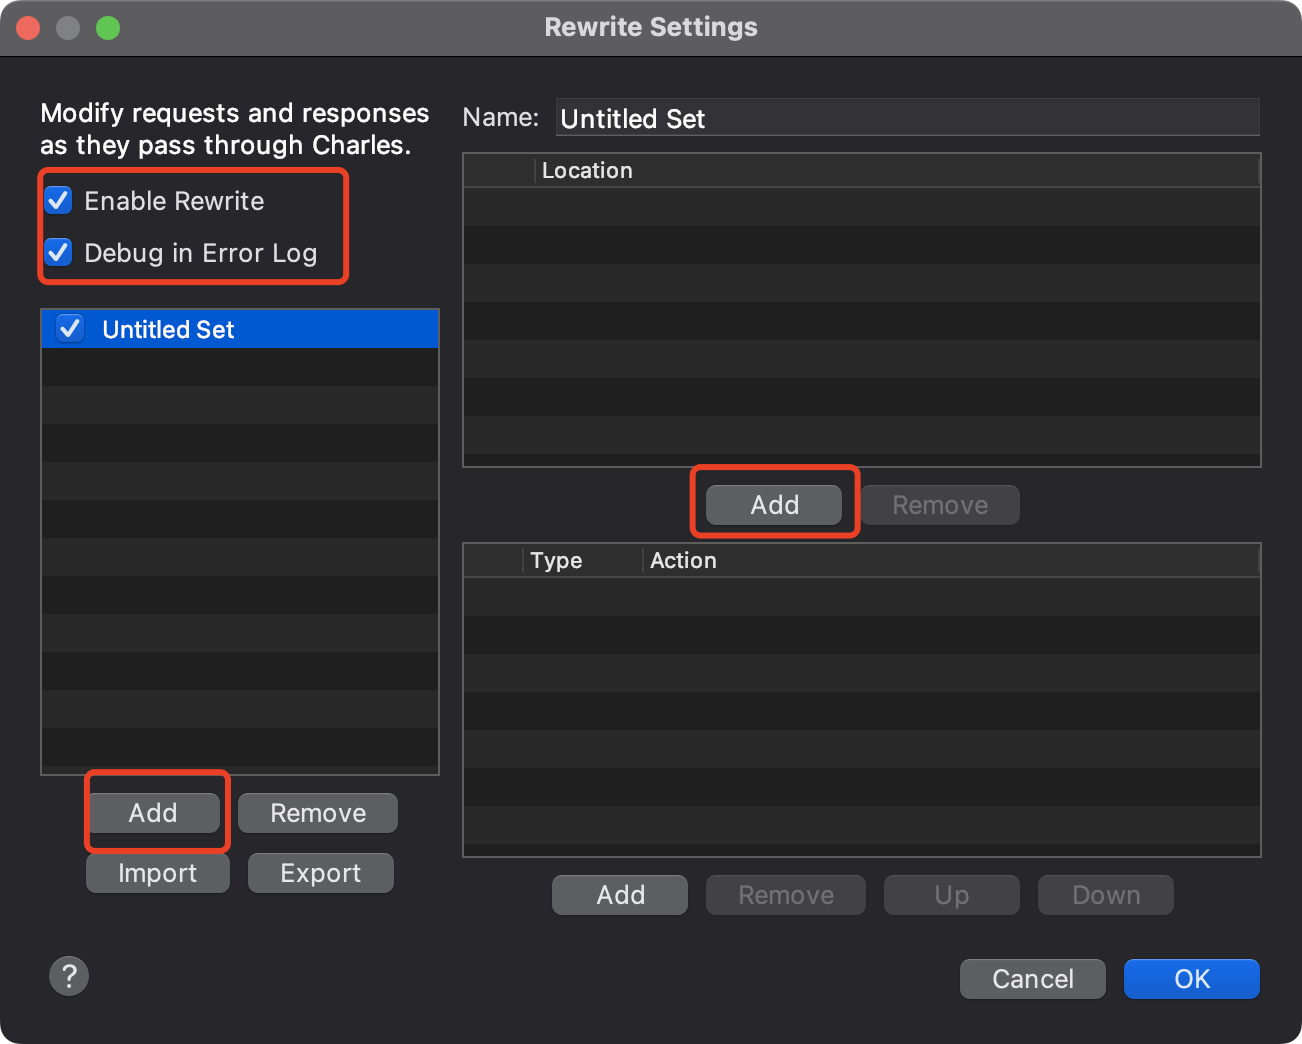 Rewrite Settings
Modify requests and responses
as they pass through Charles.
Enable Rewrite
Debug in Error Log
Untitled Set
Add
Remove
Import
Export
Name: Untitled Set
Location
Add
Remove
Type
Action
Add
Remove
Up
Down
?
Cancel
OK